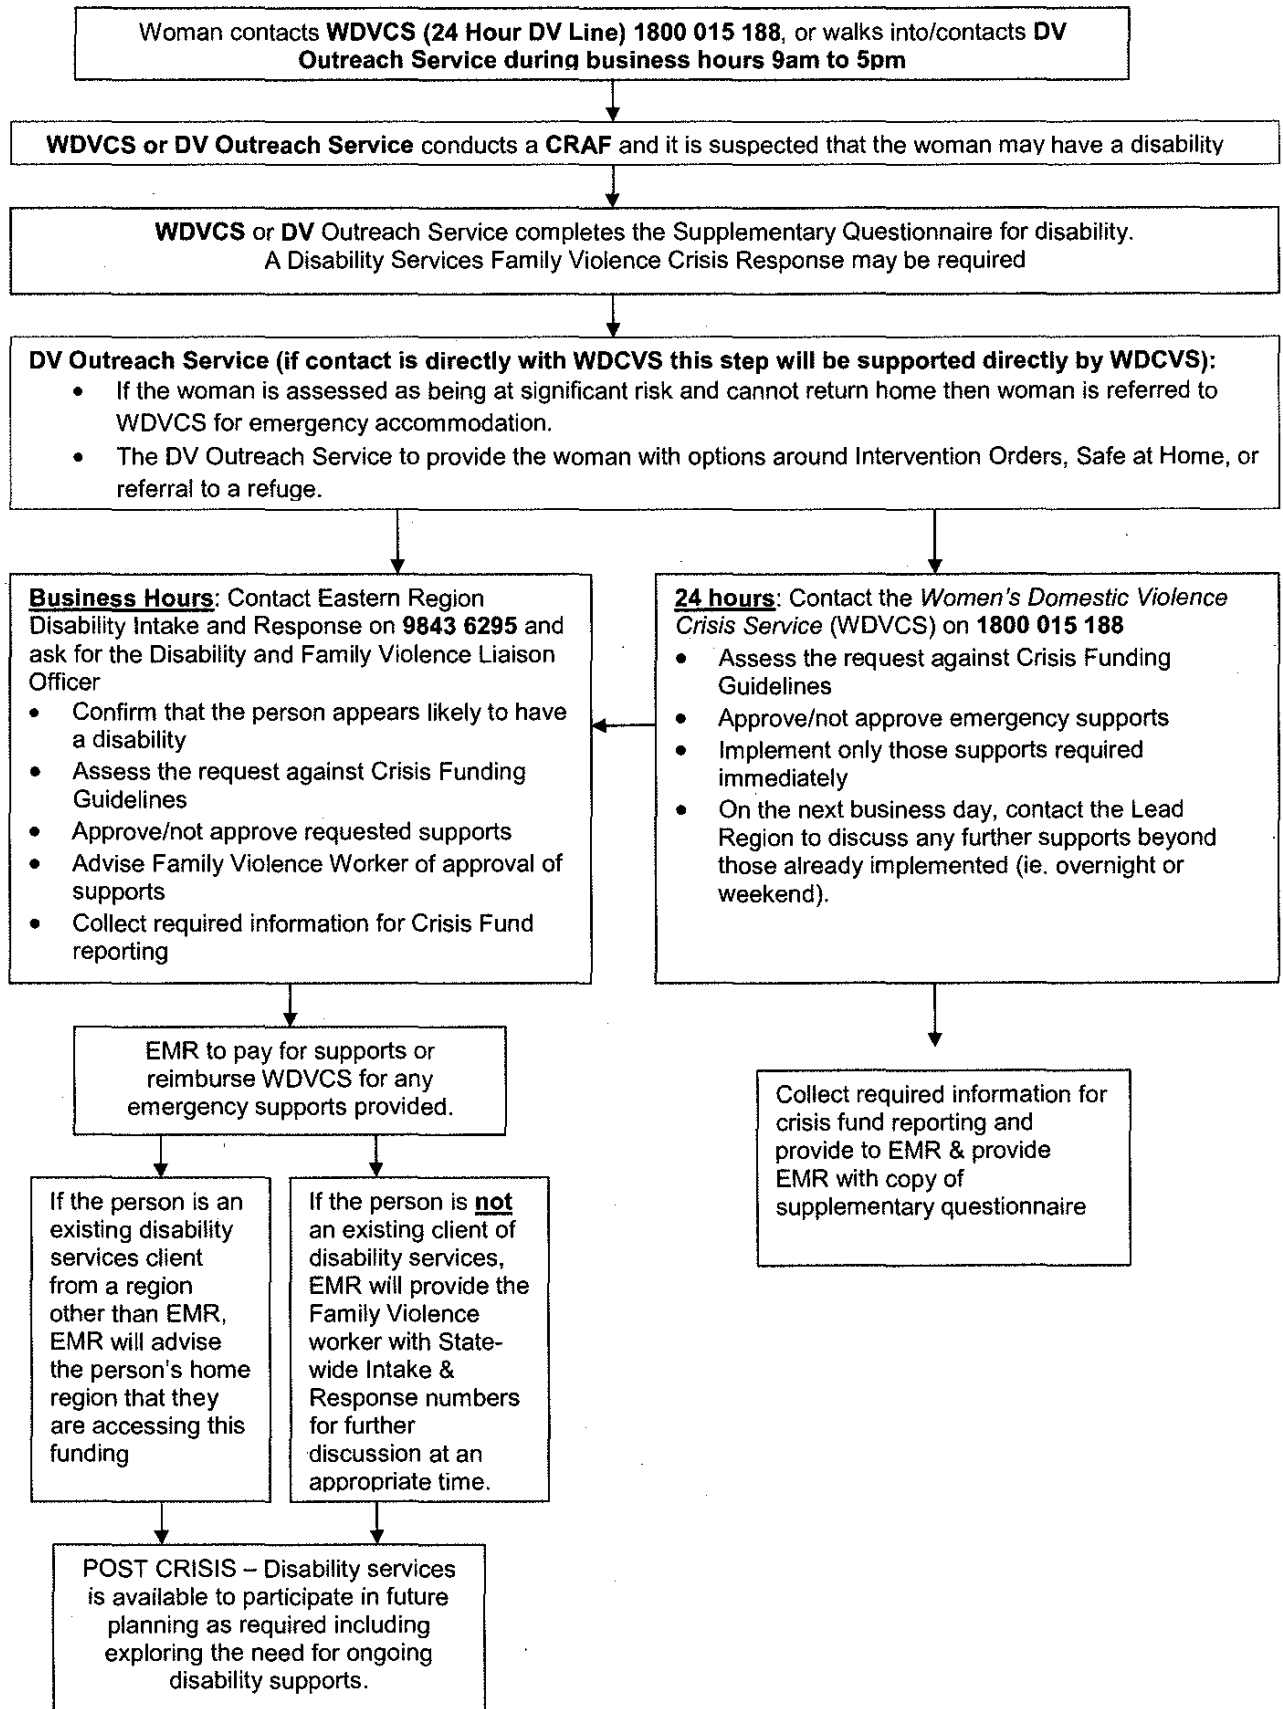 Woman contacts WDVCS (24 Hour DV Line) 1800 015 188, or walks into/contacts DV
Outreach Service during business hours 9am to 5pm
WDVCS or DV Outreach Service conducts a CRAF and it is suspected that the woman may have a disability
WDVCS or DV Outreach Service completes the Supplementary Questionnaire for disability.
A Disability Services Family Violence Crisis Response may be required
DV Outreach Service (if contact is directly with WDCVS this step will be supported directly by WDCVS):
• If the woman is assessed as being at significant risk and cannot return home then woman is referred to
WDVCS for emergency accommodation.
• The DV Outreach Service to provide the woman with options around Intervention Orders, Safe at Home, or
referral to a refuge.
Business Hours: Contact Eastern Region
Disability Intake and Response on 9843 6295 and
ask for the Disability and Family Violence Liaison
Officer
• Confirm that the person appears likely to have
a disability
• Assess the request against Crisis Funding
Guidelines
• Approve/not approve requested supports
• Advise Family Violence Worker of approval of
supports
• Collect required information for Crisis Fund
reporting
24 hours: Contact the Women's Domestic Violence
Crisis Service (WDVCS) on 1800 015 188
• Assess the request against Crisis Funding
Guidelines
• Approve/not approve emergency supports
• Implement only those supports required
immediately
• On the next business day, contact the Lead
Region to discuss any further supports beyond
those already implemented (ie. overnight or
weekend).
EMR to pay for supports or
reimburse WDVCS for any
emergency supports provided.
Collect required information for
crisis fund reporting and
provide to EMR & provide
EMR with copy of
supplementary questionnaire
If the person is an
existing disability
services client
from a region
other than EMR,
EMR will advise
the person's home
region that they
are accessing this
funding
If the person is not
an existing client of
disability services,
EMR will provide the
Family Violence
worker with State-
wide Intake &
Response numbers
for further
discussion at an
appropriate time.
POST CRISIS – Disability services
is available to participate in future
planning as required including
exploring the need for ongoing
disability supports.